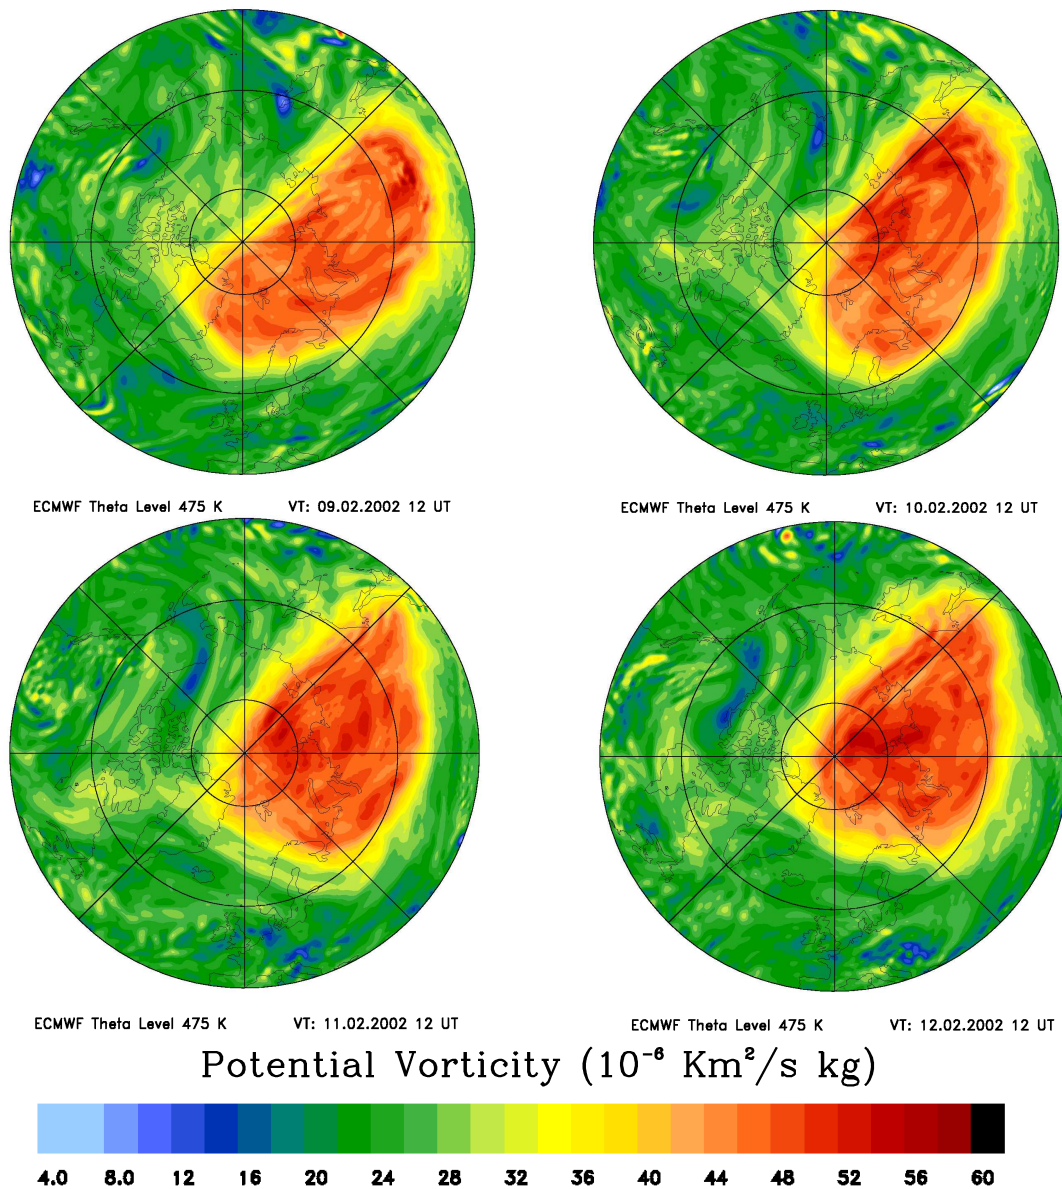 ECMWF Theta Level 475 K VT: 09.02.2002 12 UT
ECMWF Theta Level 475 K VT: 10.02.2002 12 UT
ECMWF Theta Level 475 K VT: 11.02.2002 12 UT
ECMWF Theta Level 475 K VT: 12.02.2002 12 UT
Potential Vorticity (10⁻⁶ Km²/s kg)
4.0 8.0 12 16 20 24 28 32 36 40 44 48 52 56 60